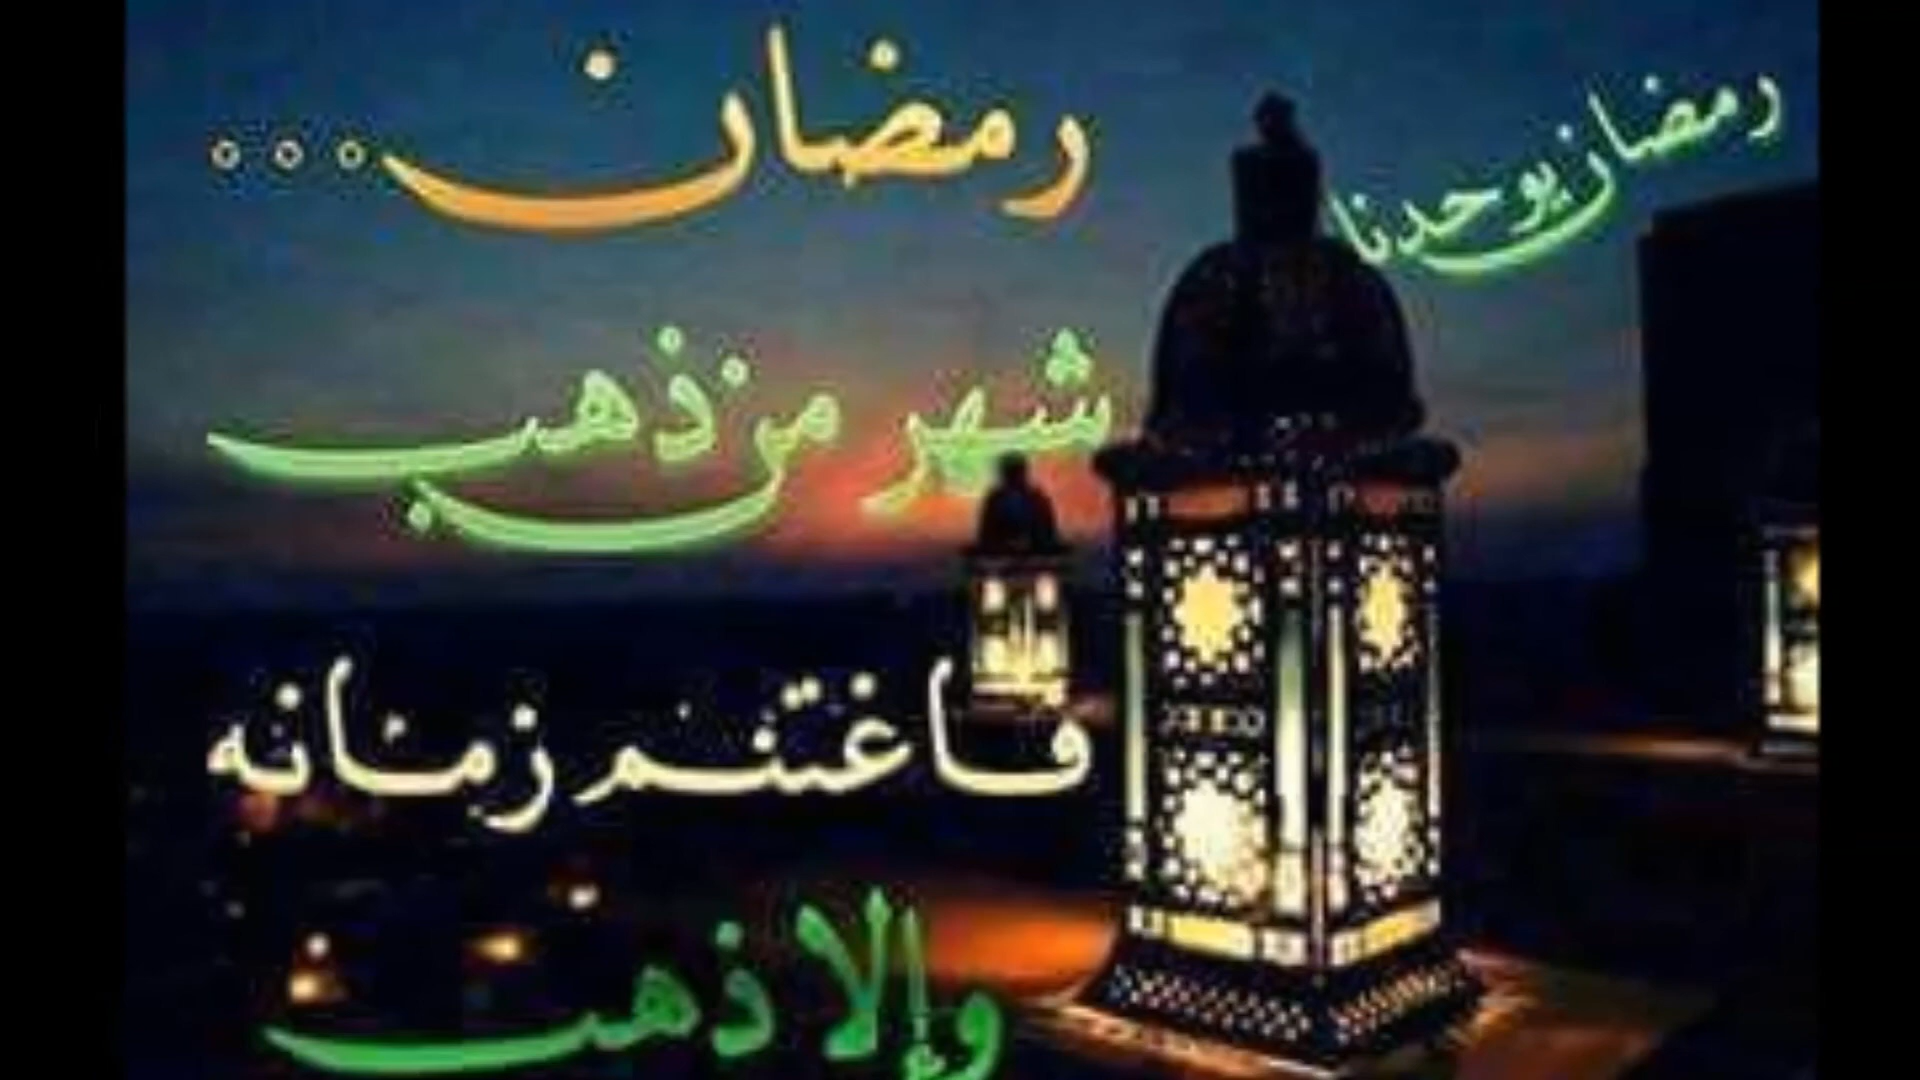 رمضان...
رمضان يوحدنا
شهر من ذهب
فاغتنم زمانه
وإلا ذهب